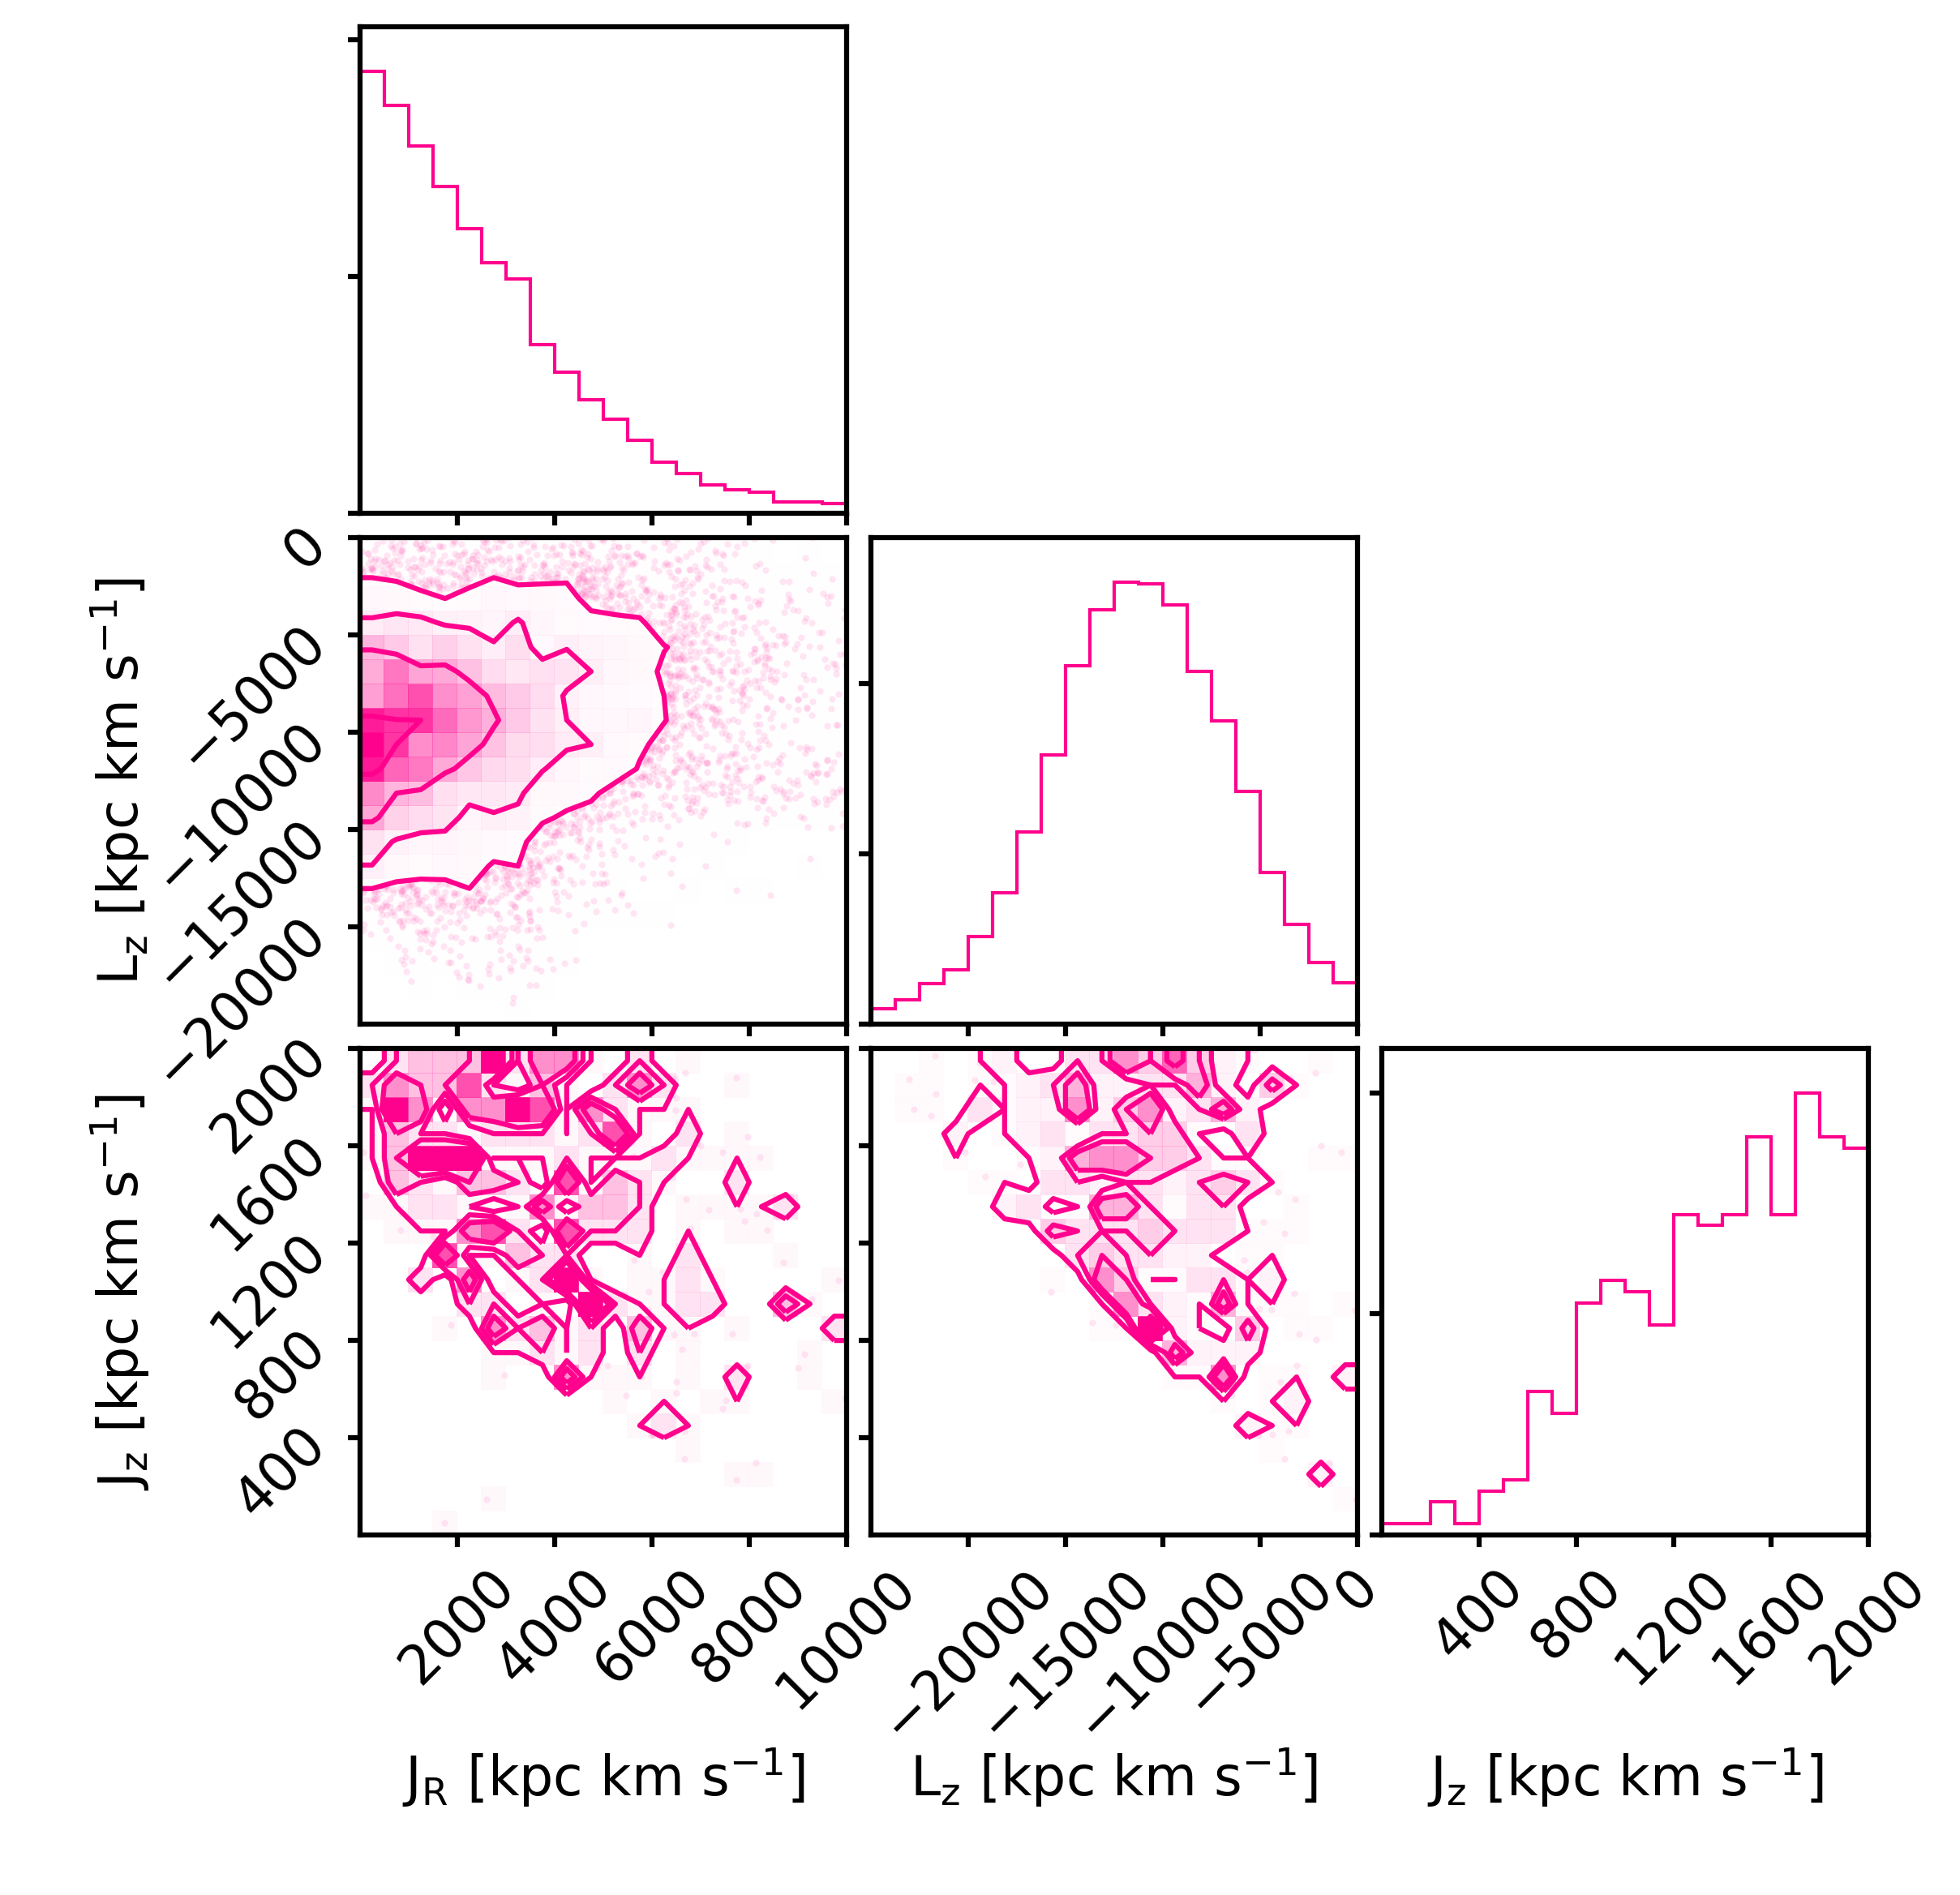 0
−5000
−10000
−15000
−20000
L_z [kpc km s⁻¹]
2000
1600
1200
800
400
J_z [kpc km s⁻¹]
2000 4000 6000 8000 10000
−20000 −15000 −10000 −5000 0
400 800 1200 1600 2000
J_R [kpc km s⁻¹]
L_z [kpc km s⁻¹]
J_z [kpc km s⁻¹]